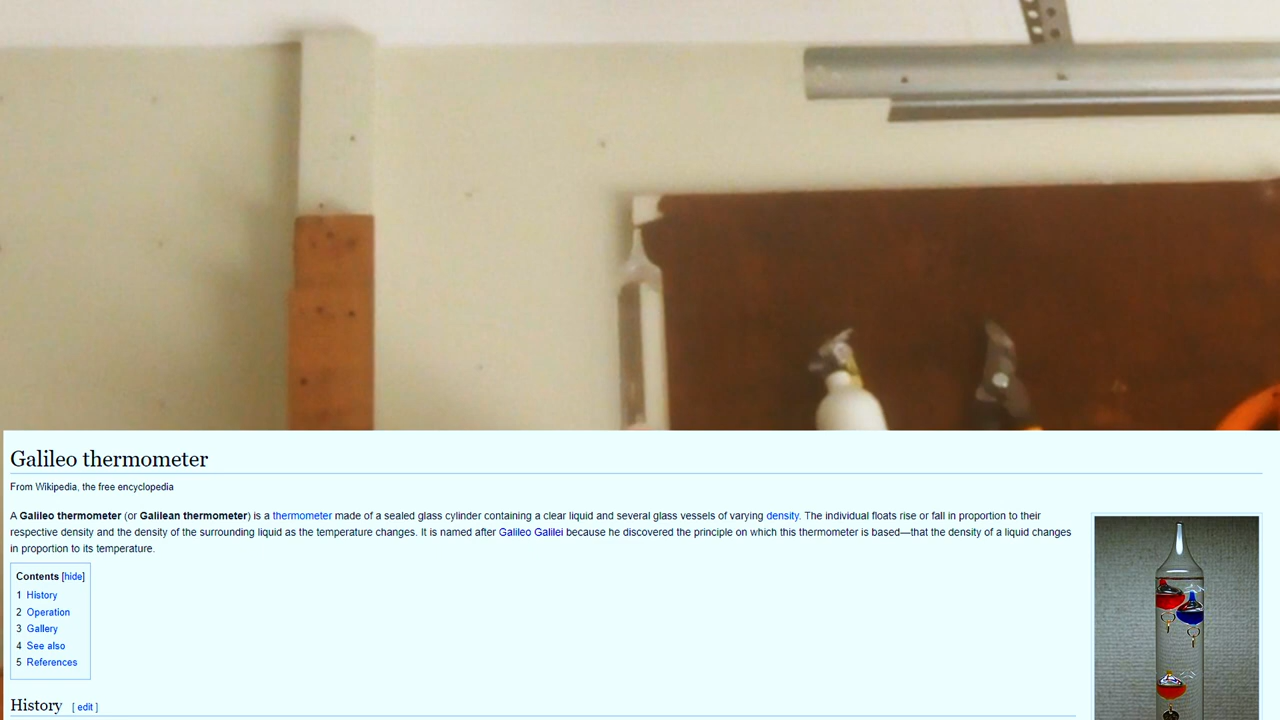 Galileo thermometer
From Wikipedia, the free encyclopedia
A Galileo thermometer (or Galilean thermometer) is a thermometer made of a sealed glass cylinder containing a clear liquid and several glass vessels of varying density. The individual floats rise or fall in proportion to their
respective density and the density of the surrounding liquid as the temperature changes. It is named after Galileo Galilei because he discovered the principle on which this thermometer is based—that the density of a liquid changes
in proportion to its temperature.
Contents [hide]
1 History
2 Operation
3 Gallery
4 See also
5 References
History [ edit ]